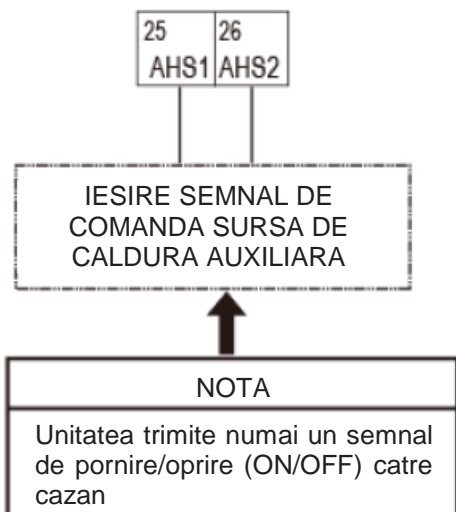 25 26
AHS1 AHS2
IESIRE SEMNAL DE
COMANDA SURSA DE
CALDURA AUXILIARA
NOTA
Unitatea trimite numai un semnal
de pornire/oprire (ON/OFF) catre
cazan